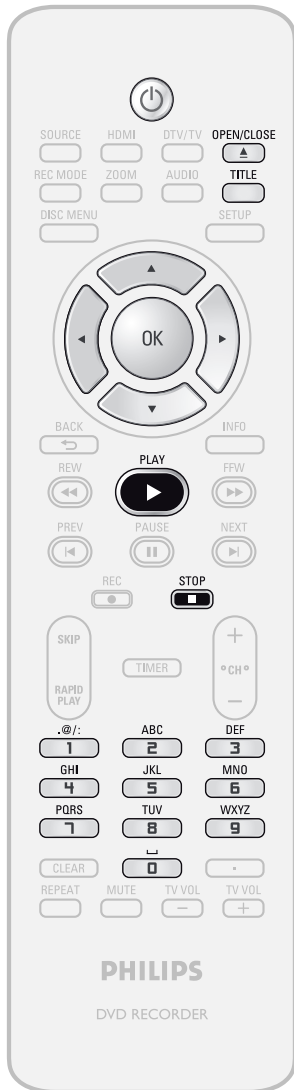 SOURCE HDMI DTV/TV OPEN/CLOSE
REC MODE ZOOM AUDIO TITLE
DISC MENU SETUP
OK
BACK INFO
REW PLAY FFW
PREV PAUSE NEXT
REC STOP
SKIP +
TIMER CH
RAPID
PLAY −
.@/: ABC DEF
1 2 3
GHI JKL MNO
4 5 6
PQRS TUV WXYZ
7 8 9
CLEAR 0 .
REPEAT MUTE TV VOL TV VOL
− +
PHILIPS
DVD RECORDER